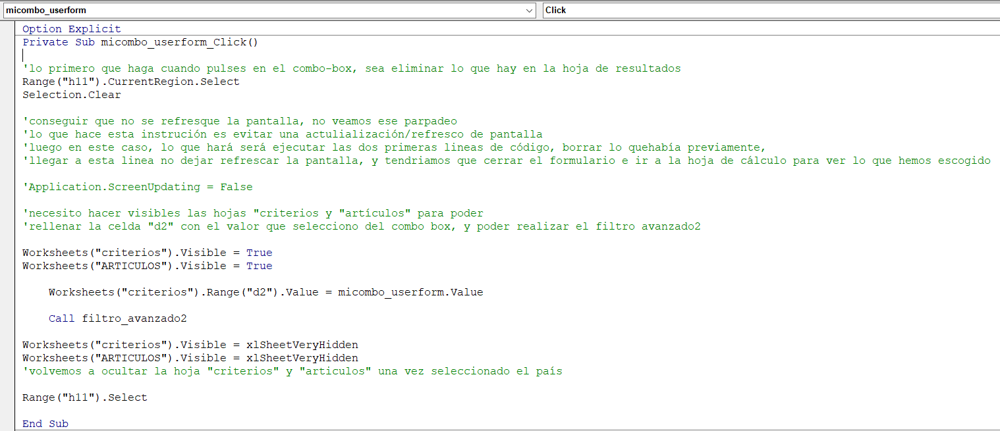 micombo_userform
Click
Option Explicit
Private Sub micombo_userform_Click()
'lo primero que haga cuando pulses en el combo-box, sea eliminar lo que hay en la hoja de resultados
Range("h11").CurrentRegion.Select
Selection.Clear
'conseguir que no se refresque la pantalla, no veamos ese parpadeo
'lo que hace esta instrución es evitar una actulialización/refresco de pantalla
'luego en este caso, lo que hará será ejecutar las dos primeras lineas de código, borrar lo quehabía previamente,
'llegar a esta linea no dejar refrescar la pantalla, y tendriamos que cerrar el formulario e ir a la hoja de cálculo para ver lo que hemos escogido
'Application.ScreenUpdating = False
'necesito hacer visibles las hojas "criterios y "artículos" para poder
'rellenar la celda "d2" con el valor que selecciono del combo box, y poder realizar el filtro avanzado2
Worksheets("criterios").Visible = True
Worksheets("ARTICULOS").Visible = True
Worksheets("criterios").Range("d2").Value = micombo_userform.Value
Call filtro_avanzado2
Worksheets("criterios").Visible = xlSheetVeryHidden
Worksheets("ARTICULOS").Visible = xlSheetVeryHidden
'volvemos a ocultar la hoja "criterios" y "articulos" una vez seleccionado el país
Range("h11").Select
End Sub